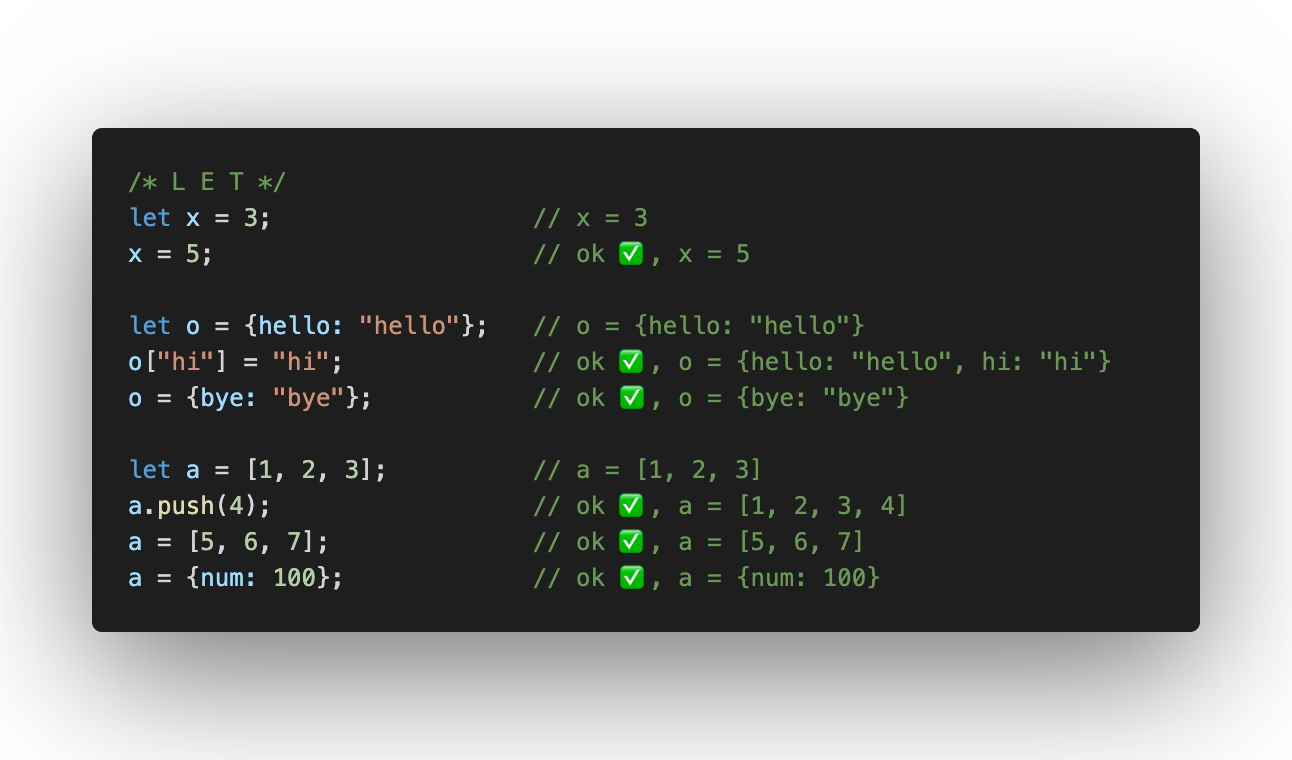 /* L E T */
let x = 3;                  // x = 3
x = 5;                      // ok ✅, x = 5

let o = {hello: "hello"};   // o = {hello: "hello"}
o["hi"] = "hi";             // ok ✅, o = {hello: "hello", hi: "hi"}
o = {bye: "bye"};           // ok ✅, o = {bye: "bye"}

let a = [1, 2, 3];          // a = [1, 2, 3]
a.push(4);                  // ok ✅, a = [1, 2, 3, 4]
a = [5, 6, 7];              // ok ✅, a = [5, 6, 7]
a = {num: 100};             // ok ✅, a = {num: 100}